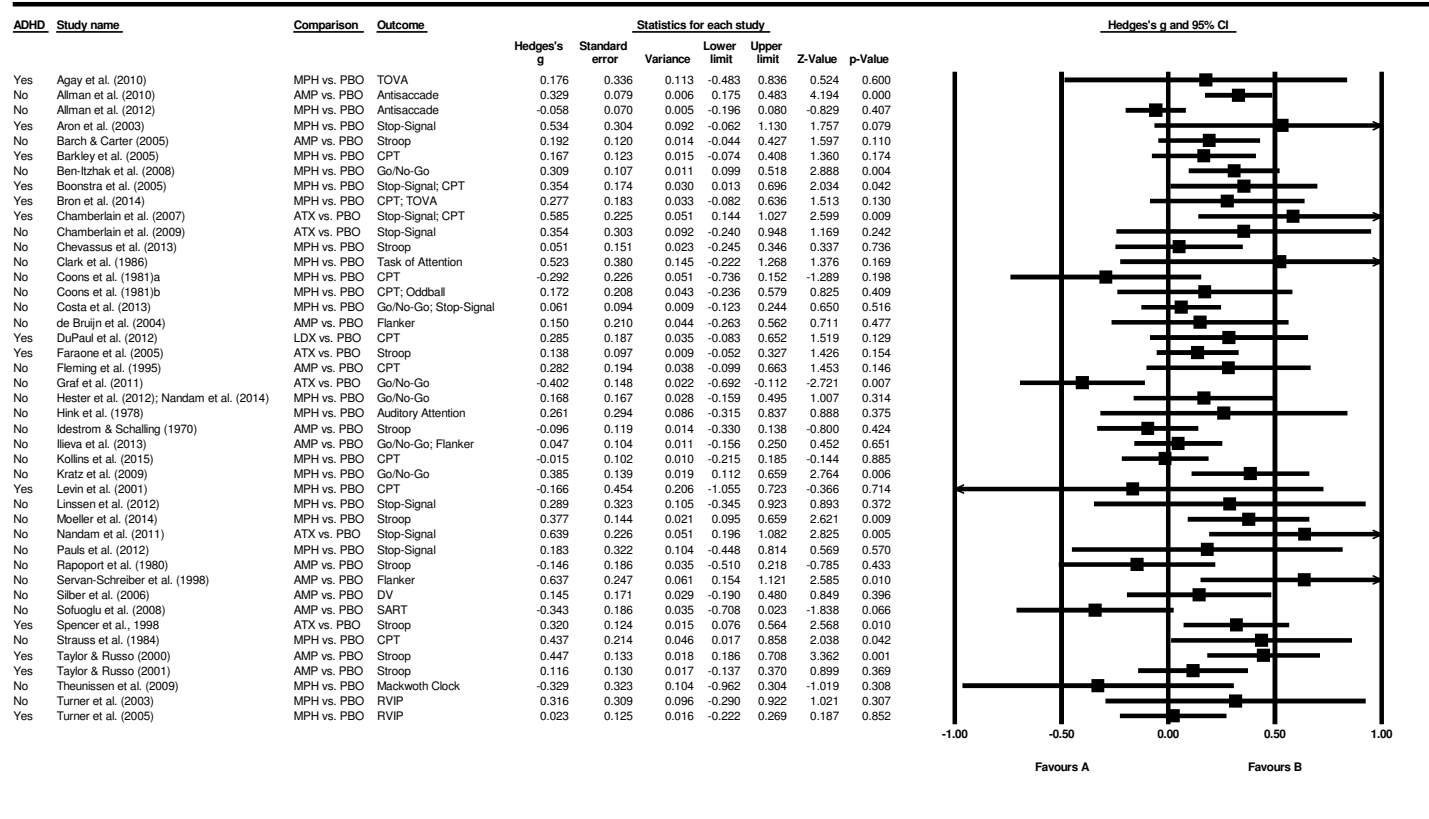 ADHD Study name Comparison Outcome Statistics for each study Hedges's g and 95% CI
Hedges's Standard Lower Upper
g error Variance limit limit Z-Value p-Value
Yes Agay et al. (2010) MPH vs. PBO TOVA 0.176 0.336 0.113 -0.483 0.836 0.524 0.600
No Allman et al. (2010) AMP vs. PBO Antisaccade 0.329 0.079 0.006 0.175 0.483 4.194 0.000
No Allman et al. (2012) MPH vs. PBO Antisaccade -0.058 0.070 0.005 -0.196 0.080 -0.829 0.407
Yes Aron et al. (2003) MPH vs. PBO Stop-Signal 0.534 0.304 0.092 -0.062 1.130 1.757 0.079
No Barch & Carter (2005) AMP vs. PBO Stroop 0.192 0.120 0.014 -0.044 0.427 1.597 0.110
Yes Barkley et al. (2005) MPH vs. PBO CPT 0.167 0.123 0.015 -0.074 0.408 1.360 0.174
No Ben-Itzhak et al. (2008) MPH vs. PBO Go/No-Go 0.309 0.107 0.011 0.099 0.518 2.888 0.004
Yes Boonstra et al. (2005) MPH vs. PBO Stop-Signal; CPT 0.354 0.174 0.030 0.013 0.696 2.034 0.042
Yes Bron et al. (2014) MPH vs. PBO CPT; TOVA 0.277 0.183 0.033 -0.082 0.636 1.513 0.130
Yes Chamberlain et al. (2007) ATX vs. PBO Stop-Signal; CPT 0.585 0.225 0.051 0.144 1.027 2.599 0.009
No Chamberlain et al. (2009) ATX vs. PBO Stop-Signal 0.354 0.303 0.092 -0.240 0.948 1.169 0.242
No Chevassus et al. (2013) MPH vs. PBO Stroop 0.051 0.151 0.023 -0.245 0.346 0.337 0.736
No Clark et al. (1986) MPH vs. PBO Task of Attention 0.523 0.380 0.145 -0.222 1.268 1.376 0.169
No Coons et al. (1981)a MPH vs. PBO CPT -0.292 0.226 0.051 -0.736 0.152 -1.289 0.198
No Coons et al. (1981)b MPH vs. PBO CPT; Oddball 0.172 0.208 0.043 -0.236 0.579 0.825 0.409
No Costa et al. (2013) MPH vs. PBO Go/No-Go; Stop-Signal 0.061 0.094 0.009 -0.123 0.244 0.650 0.516
No de Bruijn et al. (2004) AMP vs. PBO Flanker 0.150 0.210 0.044 -0.263 0.562 0.711 0.477
Yes DuPaul et al. (2012) LDX vs. PBO CPT 0.285 0.187 0.035 -0.083 0.652 1.519 0.129
Yes Faraone et al. (2005) ATX vs. PBO Stroop 0.138 0.097 0.009 -0.052 0.327 1.426 0.154
No Fleming et al. (1995) AMP vs. PBO CPT 0.282 0.194 0.038 -0.099 0.663 1.453 0.146
No Graf et al. (2011) ATX vs. PBO Go/No-Go -0.402 0.148 0.022 -0.692 -0.112 -2.721 0.007
No Hester et al. (2012); Nandam et al. (2014) MPH vs. PBO Go/No-Go 0.168 0.167 0.028 -0.159 0.495 1.007 0.314
No Hink et al. (1978) MPH vs. PBO Auditory Attention 0.261 0.294 0.086 -0.315 0.837 0.888 0.375
No Idestrom & Schalling (1970) AMP vs. PBO Stroop -0.096 0.119 0.014 -0.330 0.138 -0.800 0.424
No Ilieva et al. (2013) AMP vs. PBO Go/No-Go; Flanker 0.047 0.104 0.011 -0.156 0.250 0.452 0.651
No Kollins et al. (2015) MPH vs. PBO CPT -0.015 0.102 0.010 -0.215 0.185 -0.144 0.885
No Kratz et al. (2009) MPH vs. PBO Go/No-Go 0.385 0.139 0.019 0.112 0.659 2.764 0.006
Yes Levin et al. (2001) MPH vs. PBO CPT -0.166 0.454 0.206 -1.055 0.723 -0.366 0.714
No Linssen et al. (2012) MPH vs. PBO Stop-Signal 0.289 0.323 0.105 -0.345 0.923 0.893 0.372
No Moeller et al. (2014) MPH vs. PBO Stroop 0.377 0.144 0.021 0.095 0.659 2.621 0.009
No Nandam et al. (2011) ATX vs. PBO Stop-Signal 0.639 0.226 0.051 0.196 1.082 2.825 0.005
No Pauls et al. (2012) MPH vs. PBO Stop-Signal 0.183 0.322 0.104 -0.448 0.814 0.569 0.570
No Rapoport et al. (1980) AMP vs. PBO Stroop -0.146 0.186 0.035 -0.510 0.218 -0.785 0.433
No Servan-Schreiber et al. (1998) AMP vs. PBO Flanker 0.637 0.247 0.061 0.154 1.121 2.585 0.010
No Silber et al. (2006) AMP vs. PBO DV 0.145 0.171 0.029 -0.190 0.480 0.849 0.396
No Sofuoglu et al. (2008) AMP vs. PBO SART -0.343 0.186 0.035 -0.708 0.023 -1.838 0.066
Yes Spencer et al., 1998 ATX vs. PBO Stroop 0.320 0.124 0.015 0.076 0.564 2.568 0.010
No Strauss et al. (1984) MPH vs. PBO CPT 0.437 0.214 0.046 0.017 0.858 2.038 0.042
Yes Taylor & Russo (2000) AMP vs. PBO Stroop 0.447 0.133 0.018 0.186 0.708 3.362 0.001
Yes Taylor & Russo (2001) AMP vs. PBO Stroop 0.116 0.130 0.017 -0.137 0.370 0.899 0.369
No Theunissen et al. (2009) MPH vs. PBO Mackwoth Clock -0.329 0.323 0.104 -0.962 0.304 -1.019 0.308
No Turner et al. (2003) MPH vs. PBO RVIP 0.316 0.309 0.096 -0.290 0.922 1.021 0.307
Yes Turner et al. (2005) MPH vs. PBO RVIP 0.023 0.125 0.016 -0.222 0.269 0.187 0.852
-1.00 -0.50 0.00 0.50 1.00
Favours A Favours B